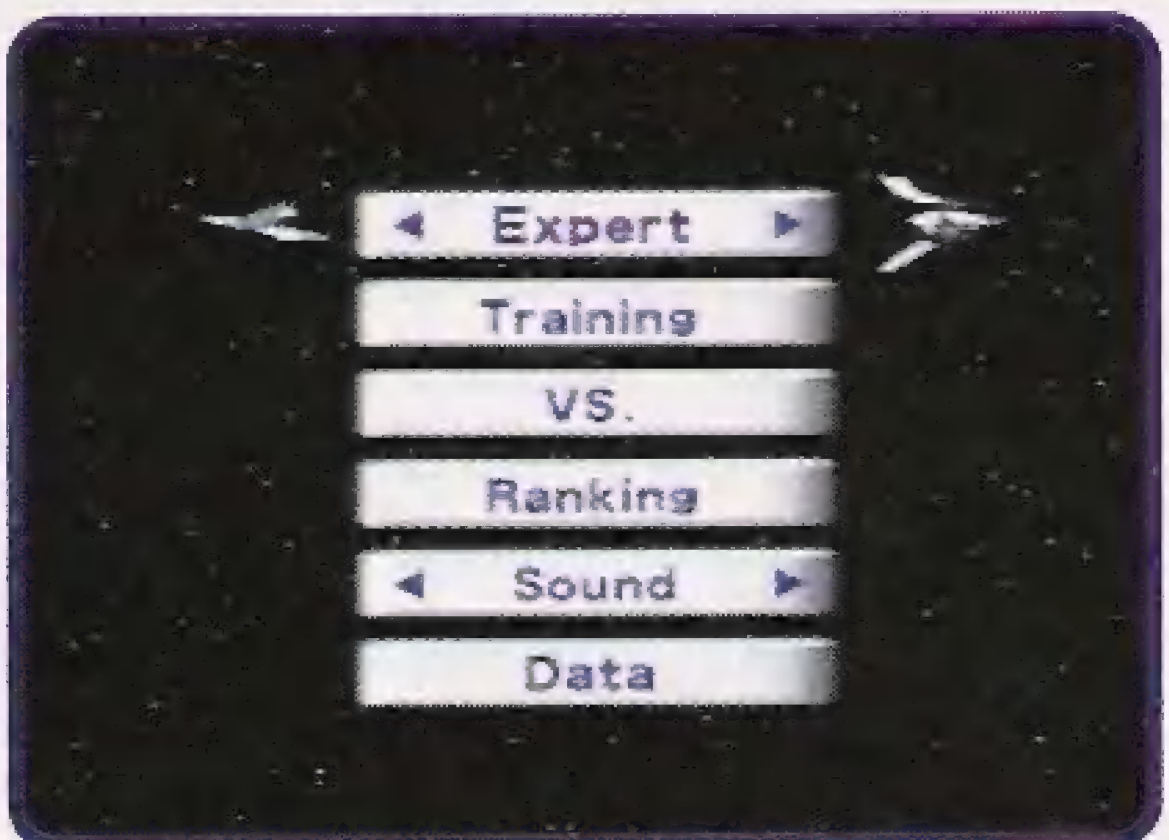 Expert
Training
VS.
Ranking
Sound
Data